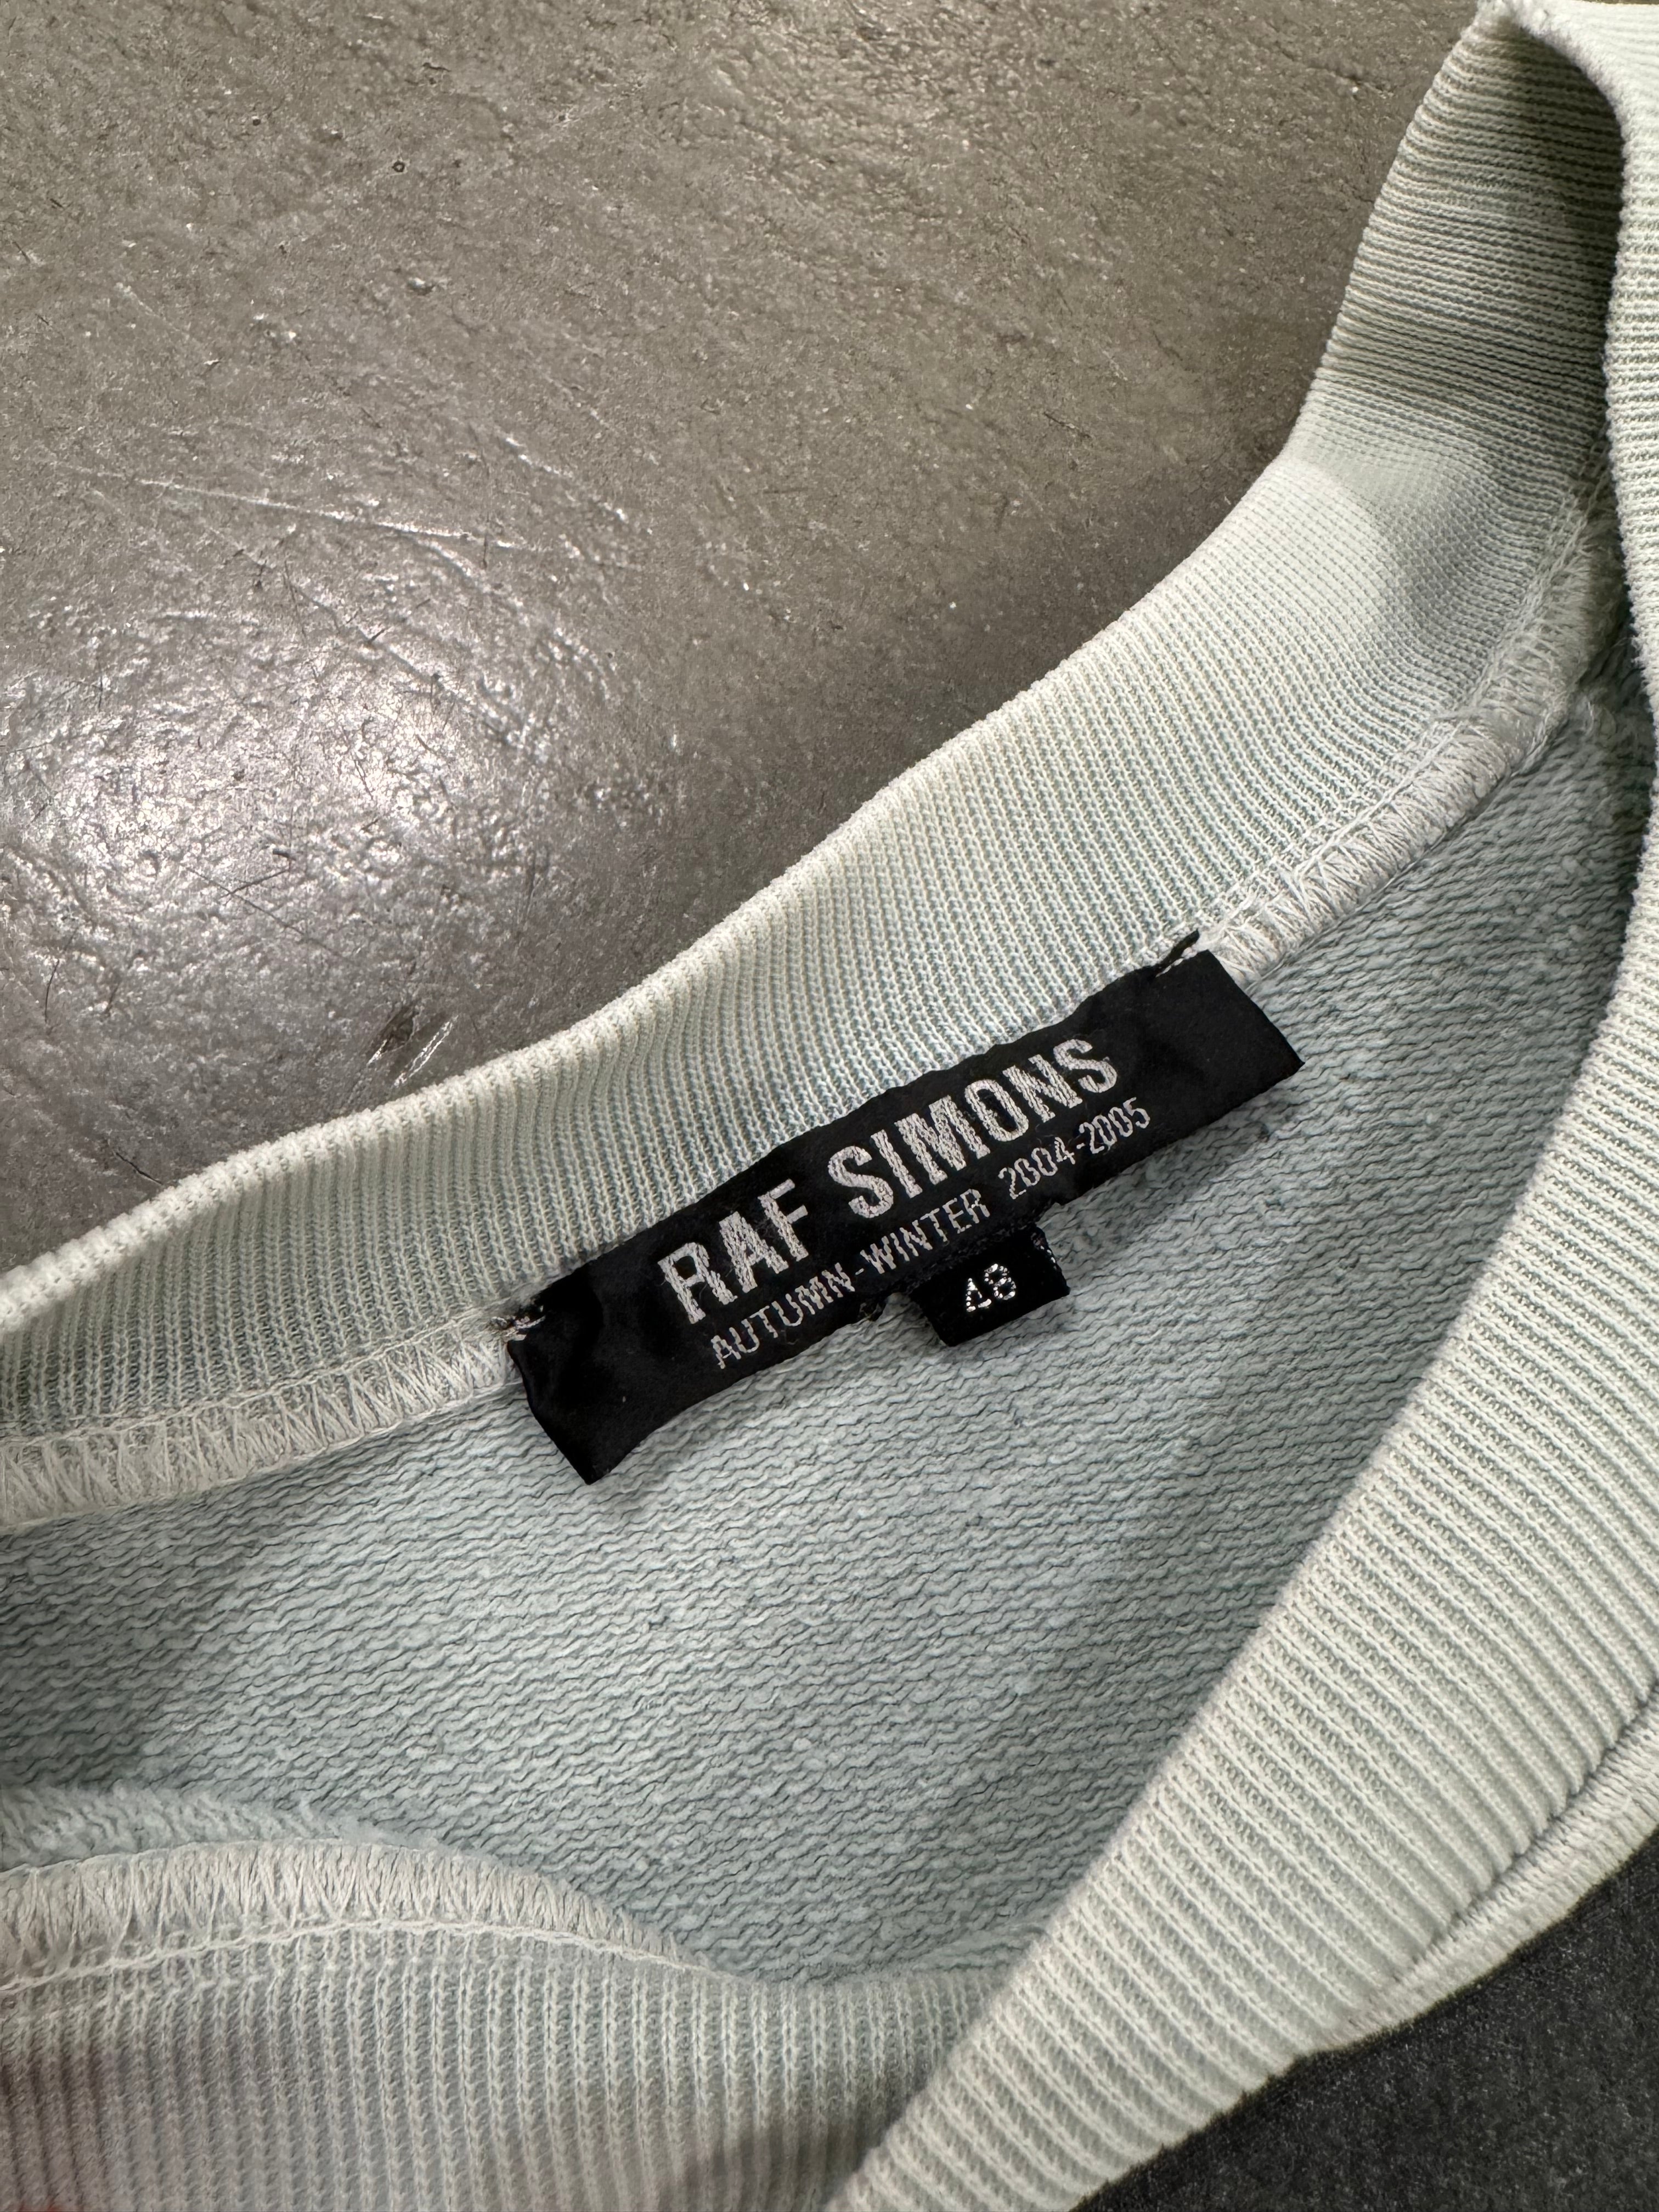 RAF SIMONS
AUTUMN-WINTER 2004-2005
48